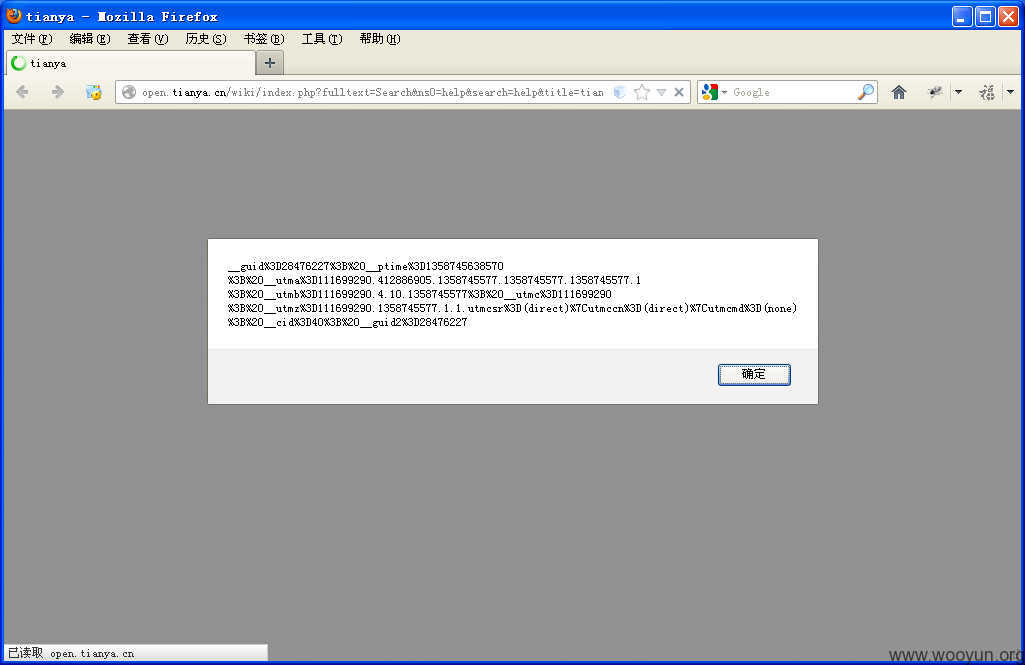 tianya - Mozilla Firefox
文件(F) 编辑(E) 查看(V) 历史(S) 书签(B) 工具(T) 帮助(H)
tianya
open.tianya.cn/wiki/index.php?fulltext=Search&ns0=help&search=help&title=tian
Google
__guid%3D28476227%3B%20__ptime%3D1358745638570
%3B%20__utma%3D111699290.412886905.1358745577.1358745577.1358745577.1
%3B%20__utmb%3D111699290.4.10.1358745577%3B%20__utmc%3D111699290
%3B%20__utmz%3D111699290.1358745577.1.1.utmcsr%3D(direct)%7Cutmccn%3D(direct)%7Cutmcmd%3D(none)
%3B%20__cid%3D40%3B%20__guid2%3D28476227
确定
已读取 open.tianya.cn
www.wooyun.org